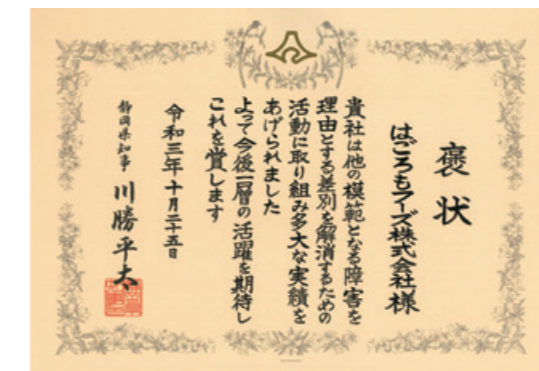 褒状
はごろもフーズ株式会社様
貴社は他の模範となる障害を
理由とする差別を解消するための
活動に取り組み多大な実績を
あげられました
よって今後一層の活躍を期待し
これを賞します
令和三年十月二十五日
静岡県知事 川勝平太